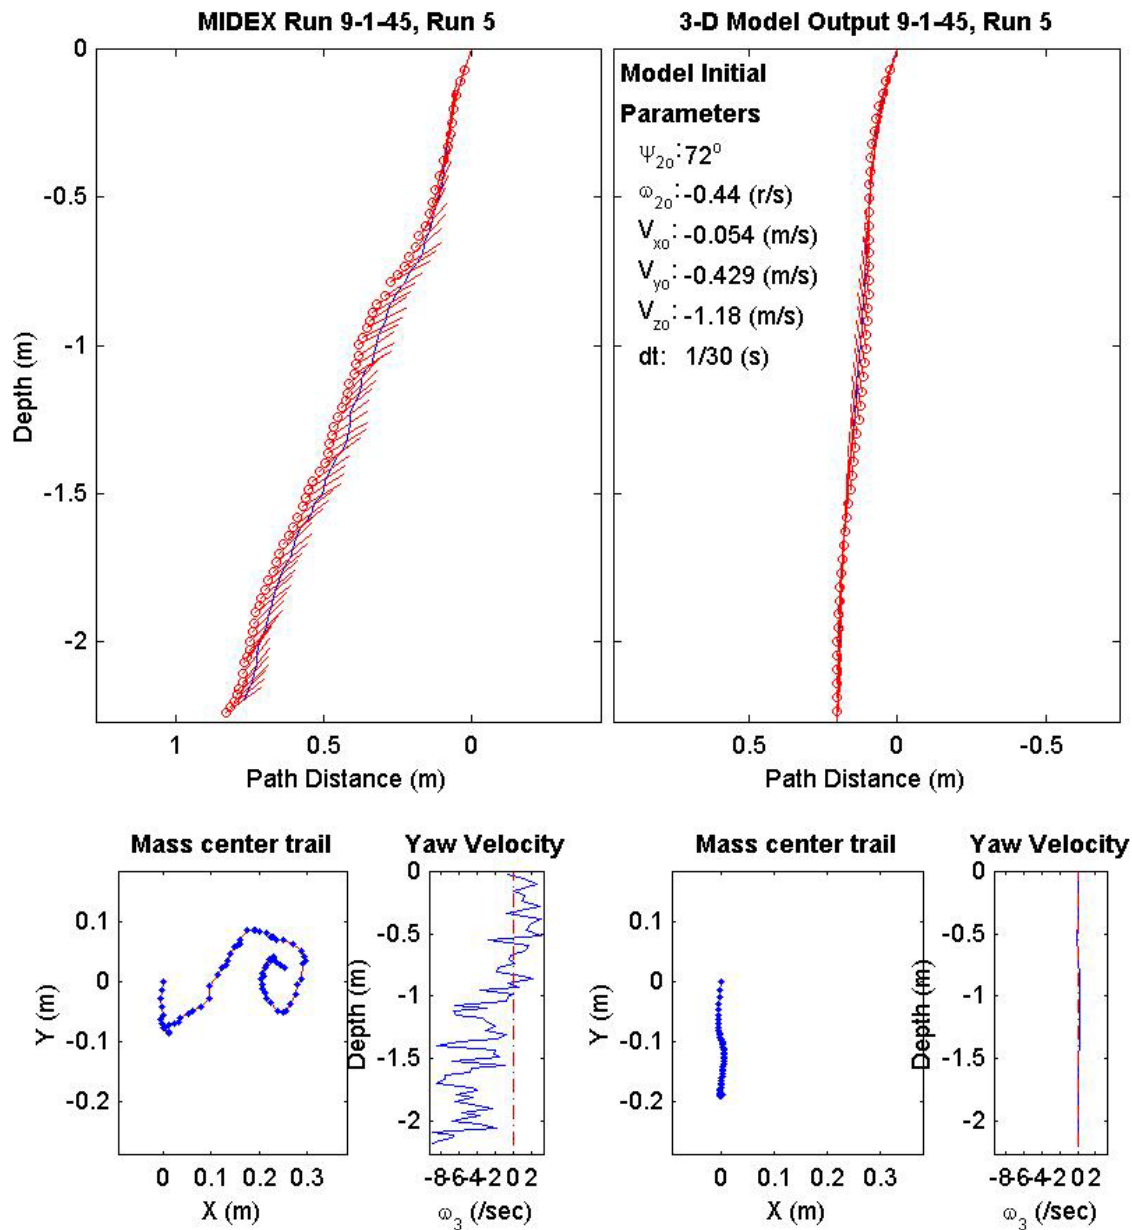 MIDEX Run 9-1-45, Run 5
0
-0.5
-1
-1.5
-2
Depth (m)
1 0.5 0
Path Distance (m)
3-D Model Output 9-1-45, Run 5
Model Initial
Parameters
Ψ2o: 72o
ω2o: -0.44 (r/s)
Vxo: -0.054 (m/s)
Vyo: -0.429 (m/s)
Vzo: -1.18 (m/s)
dt: 1/30 (s)
0.5 0 -0.5
Path Distance (m)
Mass center trail
0.1
0
-0.1
-0.2
Y (m)
0 0.1 0.2 0.3
X (m)
Yaw Velocity
0
-0.5
-1
-1.5
-2
Depth (m)
-8-6-4-2 0 2
ω3 (/sec)
Mass center trail
0.1
0
-0.1
-0.2
Y (m)
0 0.1 0.2 0.3
X (m)
Yaw Velocity
0
-0.5
-1
-1.5
-2
Depth (m)
-8-6-4-2 0 2
ω3 (/sec)